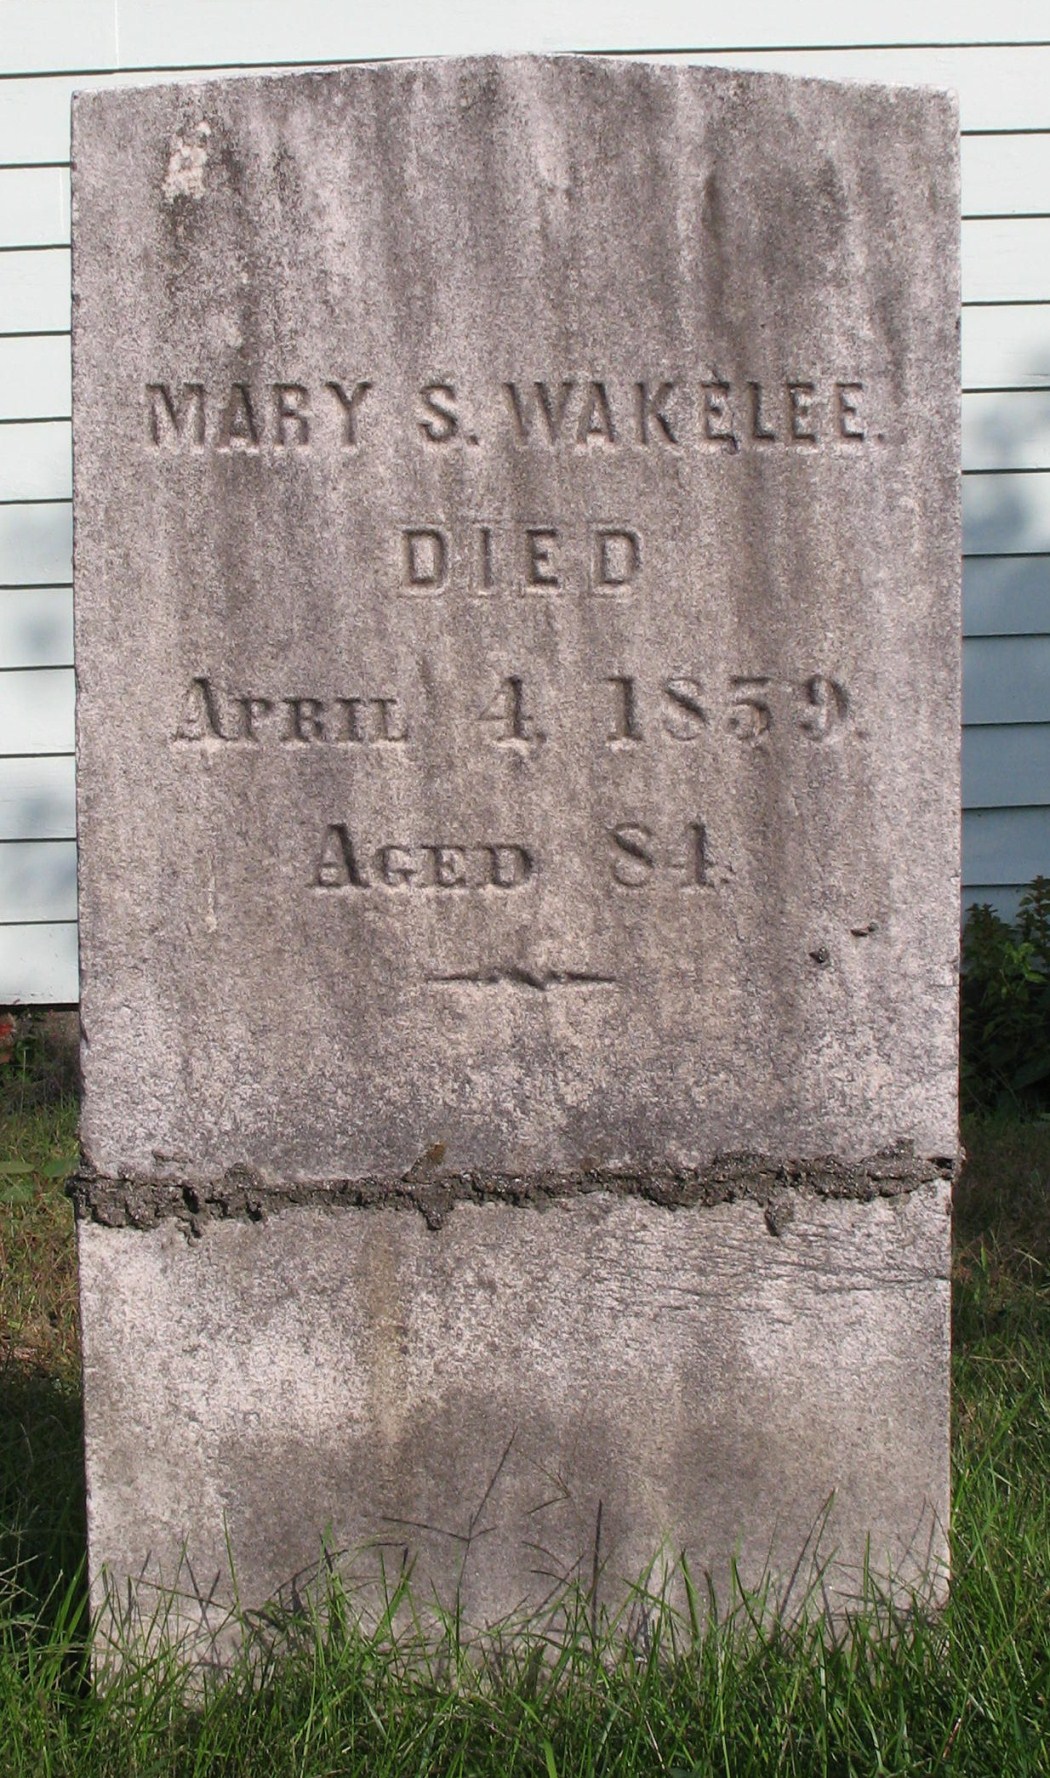 MARY S. WAKELEE.
DIED
APRIL 4, 1859.
AGED 84.